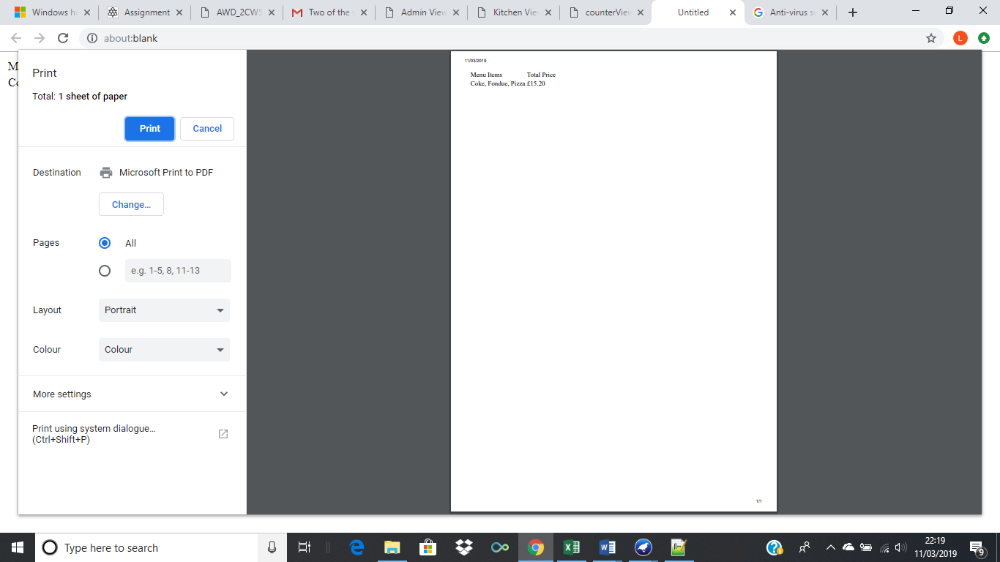 Windows he
Assignment
AWD_2CWS
Two of the
Admin View
Kitchen Vie
counterView
Untitled
Anti-virus s
about:blank
L
M
Co
Print
Total: 1 sheet of paper
Print Cancel
Destination Microsoft Print to PDF
Change...
Pages All
e.g. 1-5, 8, 11-13
Layout Portrait
Colour Colour
More settings
Print using system dialogue...
(Ctrl+Shift+P)
11/03/2019
Menu Items Total Price
Coke, Fondue, Pizza £15.20
1/1
Type here to search
22:19
11/03/2019
9